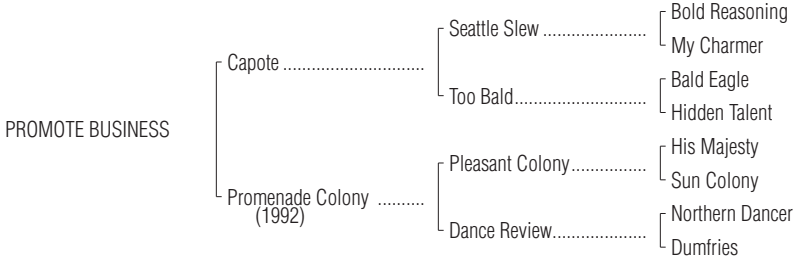 Bold Reasoning
Seattle Slew ......................
My Charmer
Capote ..............................
Bald Eagle
Too Bald............................
Hidden Talent
PROMOTE BUSINESS
His Majesty
Pleasant Colony................
Sun Colony
Promenade Colony ..........
(1992)
Northern Dancer
Dance Review....................
Dumfries